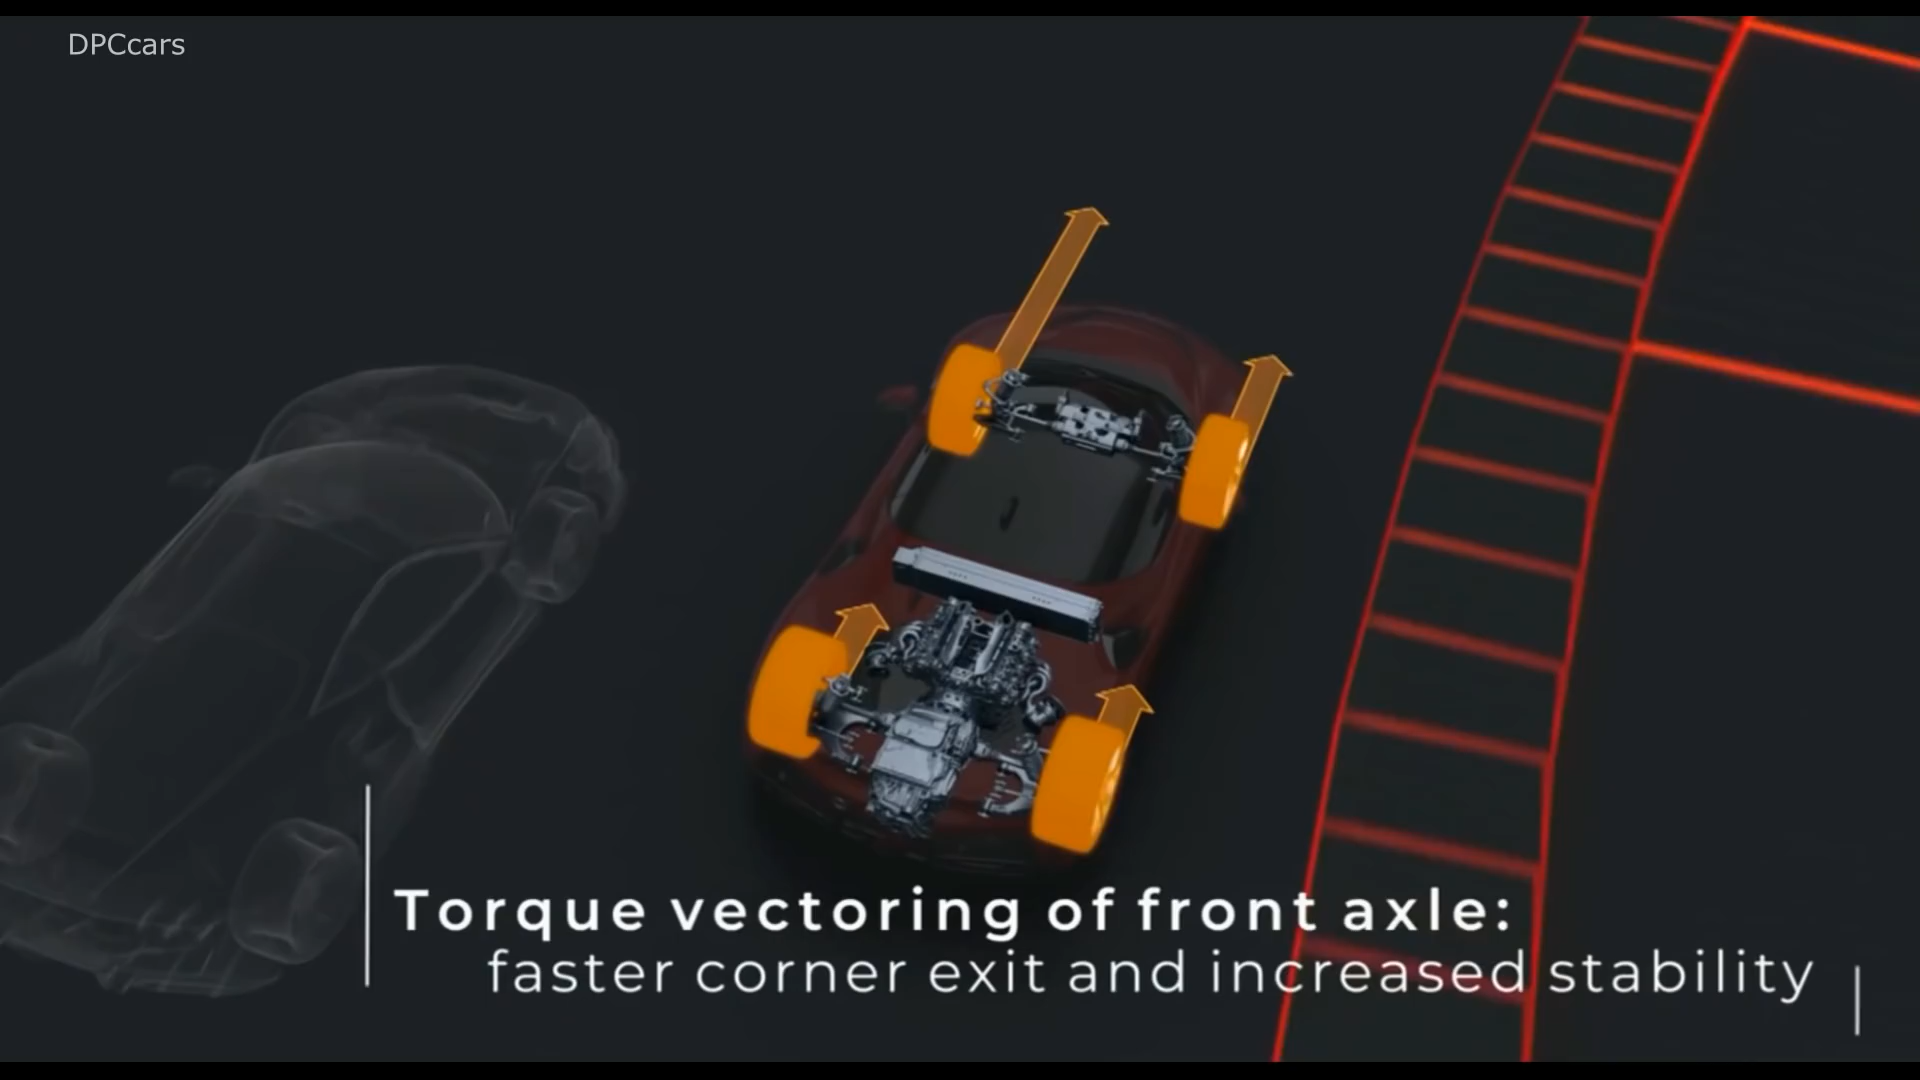 DPCcars
Torque vectoring of front axle:
faster corner exit and increased stability